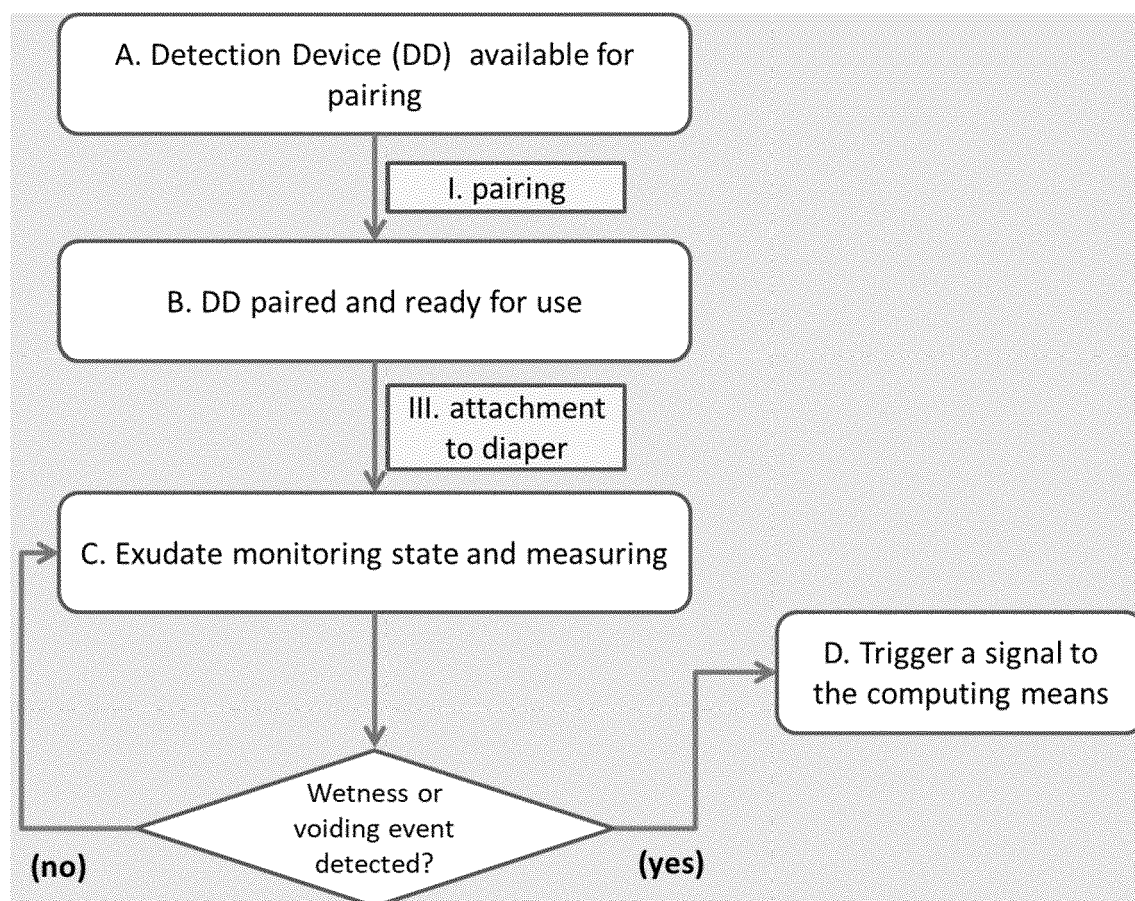 A. Detection Device (DD) available for
pairing
I. pairing
B. DD paired and ready for use
III. attachment
to diaper
C. Exudate monitoring state and measuring
D. Trigger a signal to
the computing means
Wetness or
voiding event
detected?
(no)
(yes)